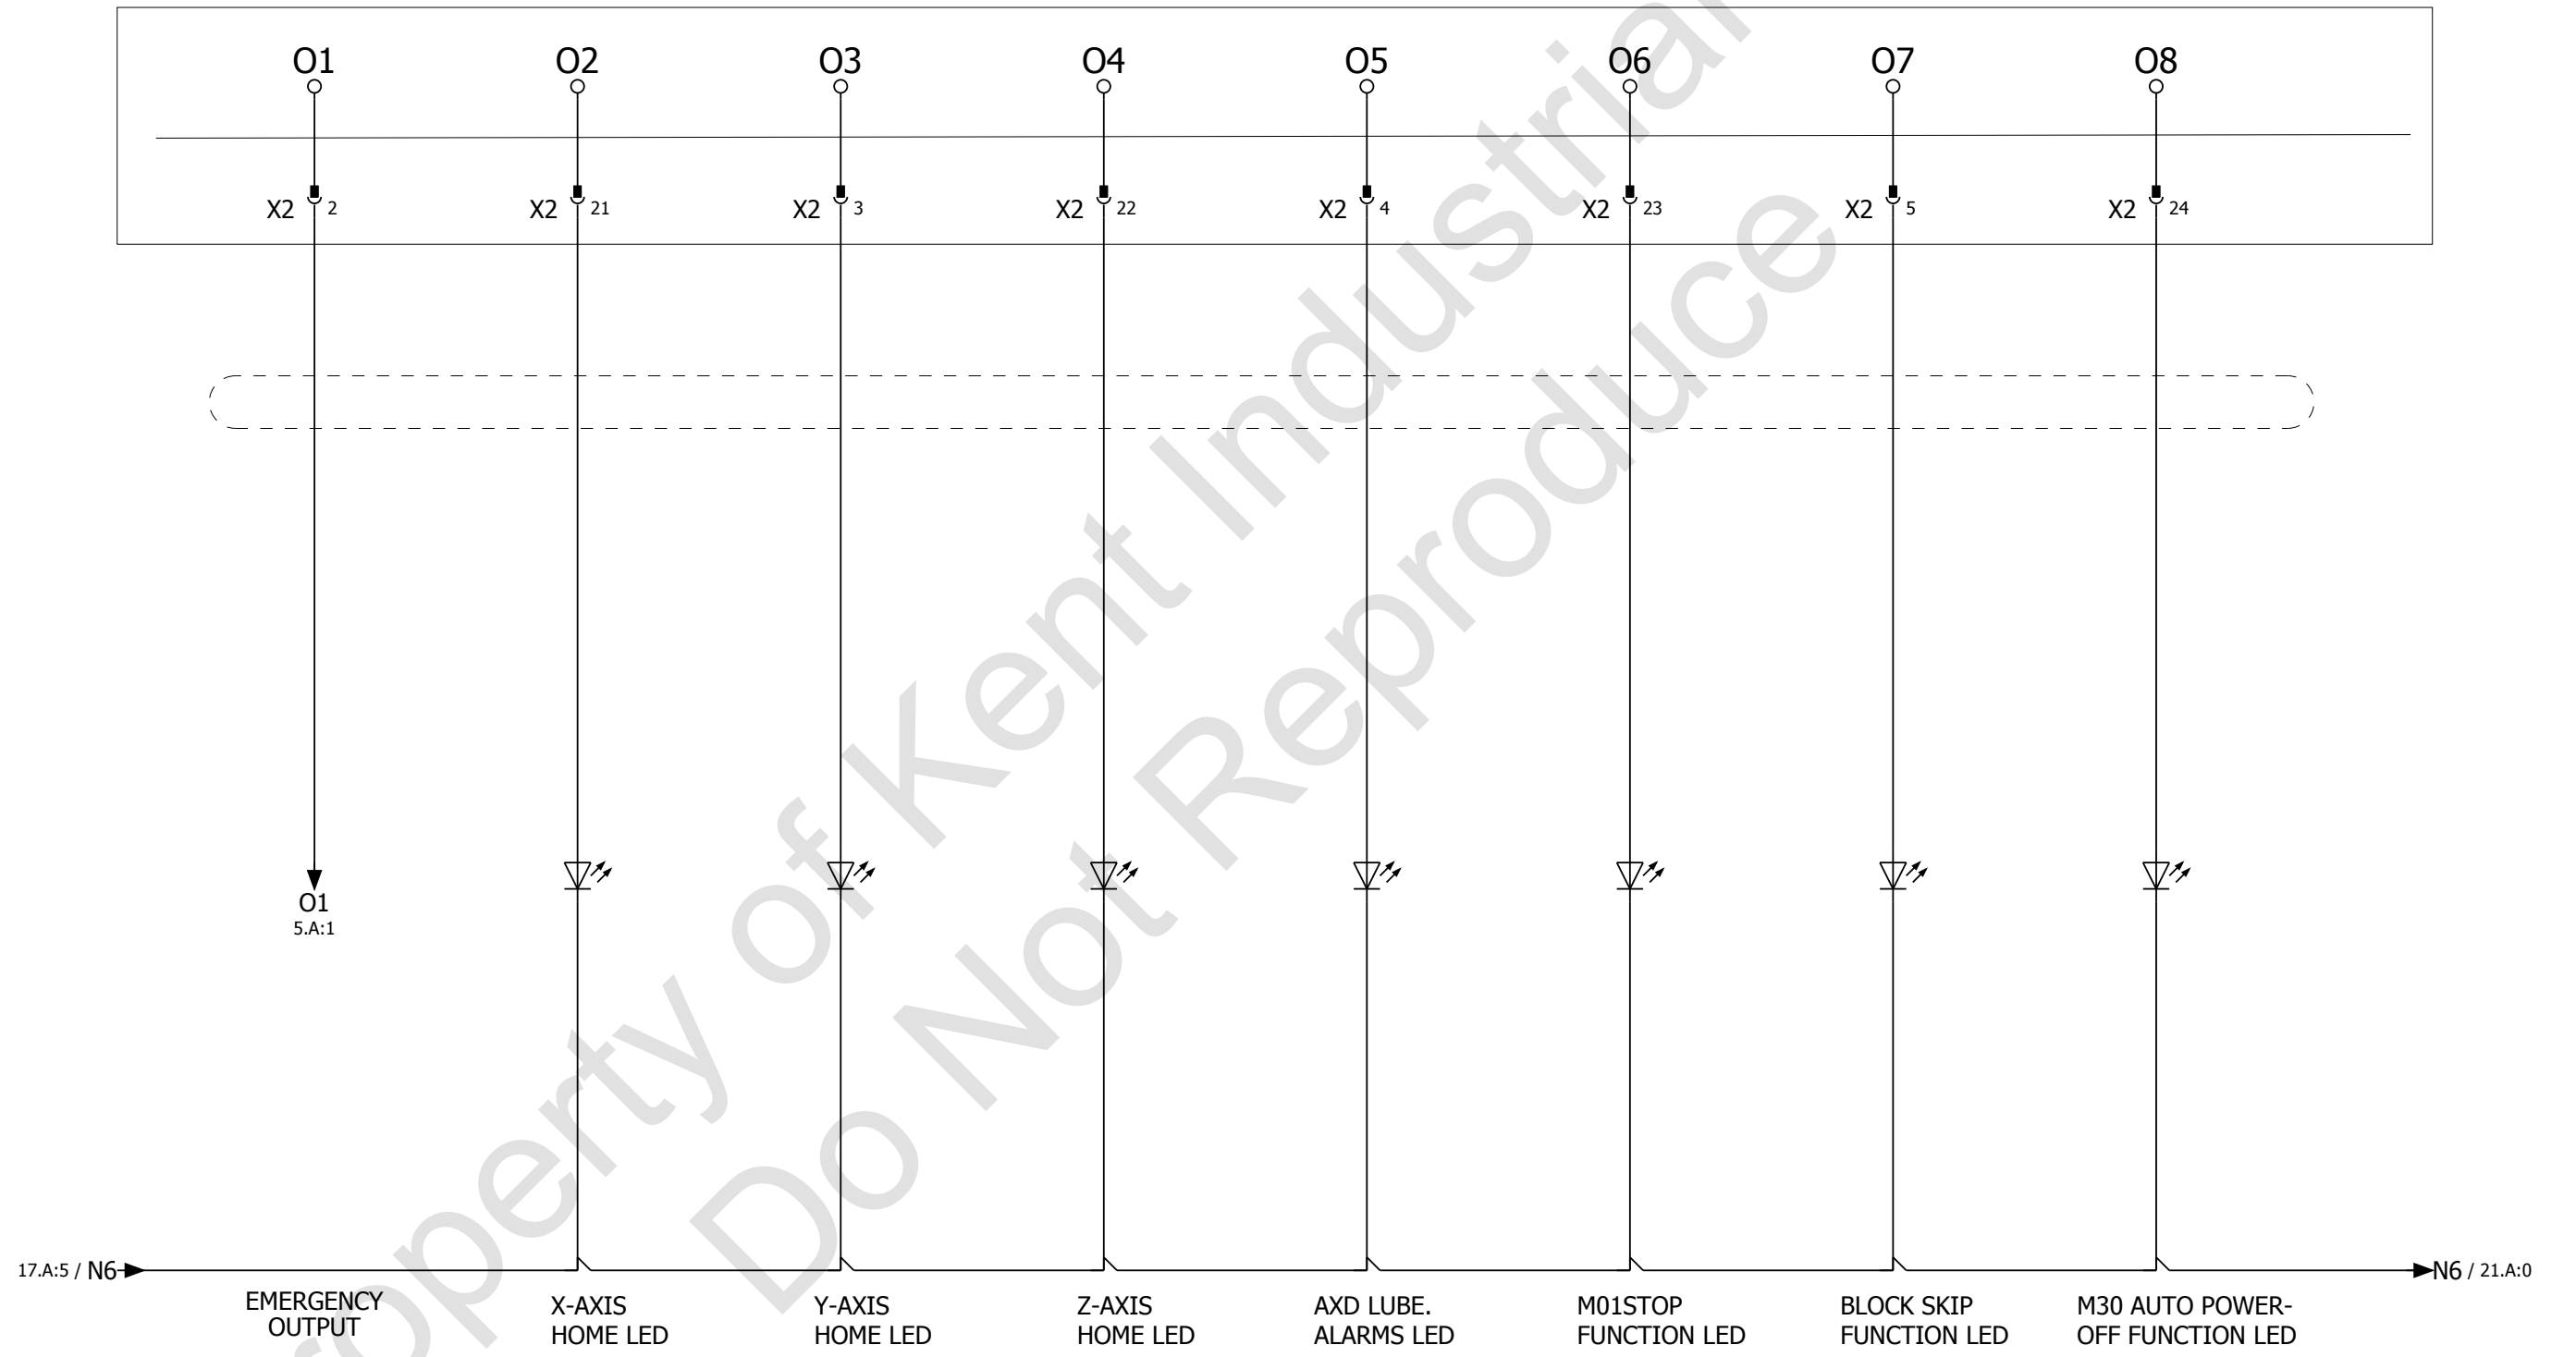 O1 O2 O3 O4 O5 O6 O7 O8
X2 2 X2 21 X2 3 X2 22 X2 4 X2 23 X2 5 X2 24
O1
5.A:1
17.A:5 / N6
N6 / 21.A:0
EMERGENCY
OUTPUT
X-AXIS
HOME LED
Y-AXIS
HOME LED
Z-AXIS
HOME LED
AXD LUBE.
ALARMS LED
M01STOP
FUNCTION LED
BLOCK SKIP
FUNCTION LED
M30 AUTO POWER-
OFF FUNCTION LED
operty of Kent Industrial
Do Not Reproduce